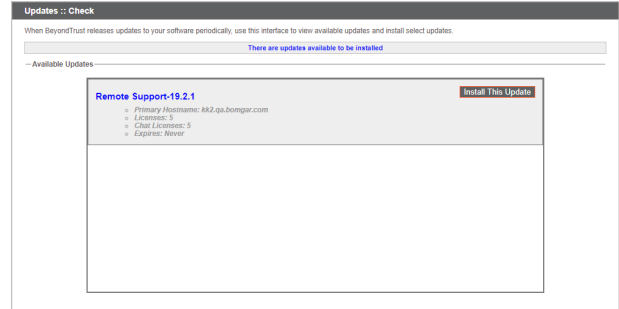 Updates :: Check
When BeyondTrust releases updates to your software periodically, use this interface to view available updates and install select updates.
There are updates available to be installed
Available Updates
Remote Support-19.2.1
Install This Update
Primary Hostname: kk2.qa.bomgar.com
Licenses: 5
Chat Licenses: 5
Expires: Never